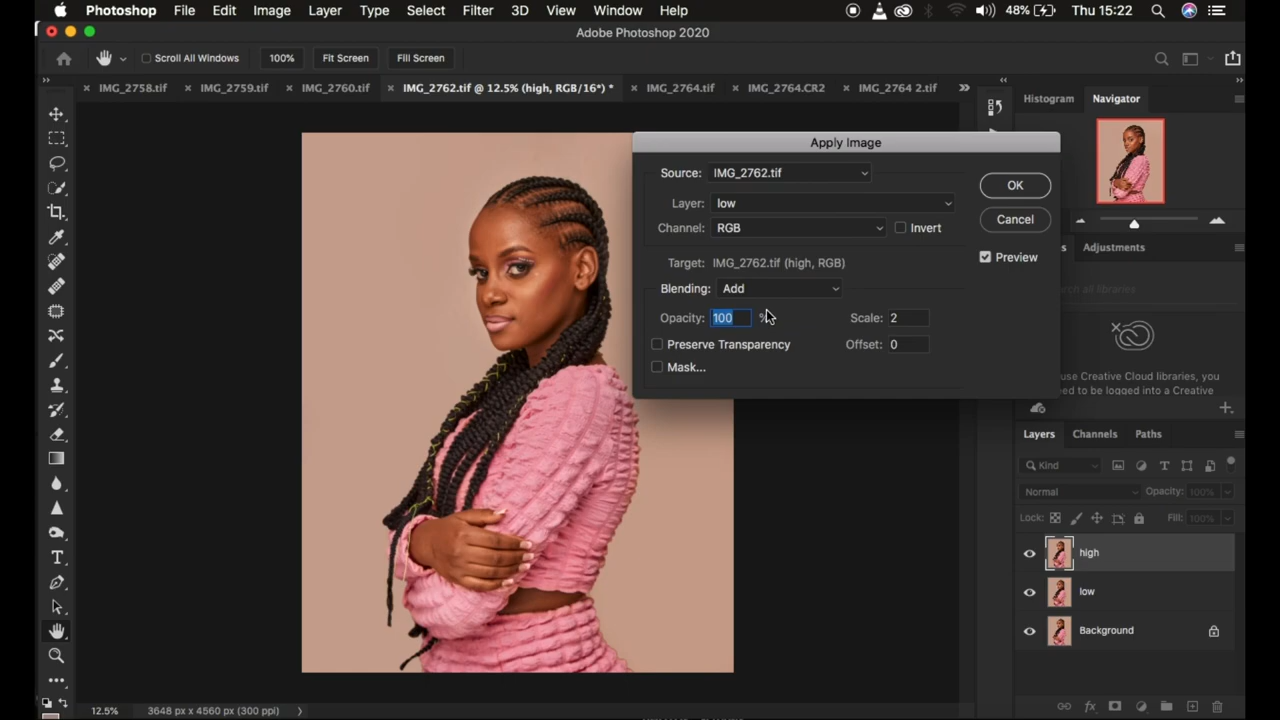 Photoshop File Edit Image Layer Type Select Filter 3D View Window Help 48% Thu 15:22
Adobe Photoshop 2020
Scroll All Windows 100% Fit Screen Fill Screen
IMG_2758.tif IMG_2759.tif IMG_2760.tif IMG_2762.tif @ 12.5% (high, RGB/16*) * IMG_2764.tif IMG_2764.CR2 IMG_2764 2.tif
Histogram Navigator
Apply Image
Source: IMG_2762.tif
OK
Layer: low
Cancel
Channel: RGB Invert
Adjustments
Preview
Target: IMG_2762.tif (high, RGB)
Blending: Add
Opacity: 100 % Scale: 2
Preserve Transparency Offset: 0
Mask...
use Creative Cloud libraries, you
ed to be logged into a Creative
Layers Channels Paths
Kind
Normal Opacity: 100%
Lock: Fill: 100%
high
low
Background
12.5% 3648 px x 4560 px (300 ppi)